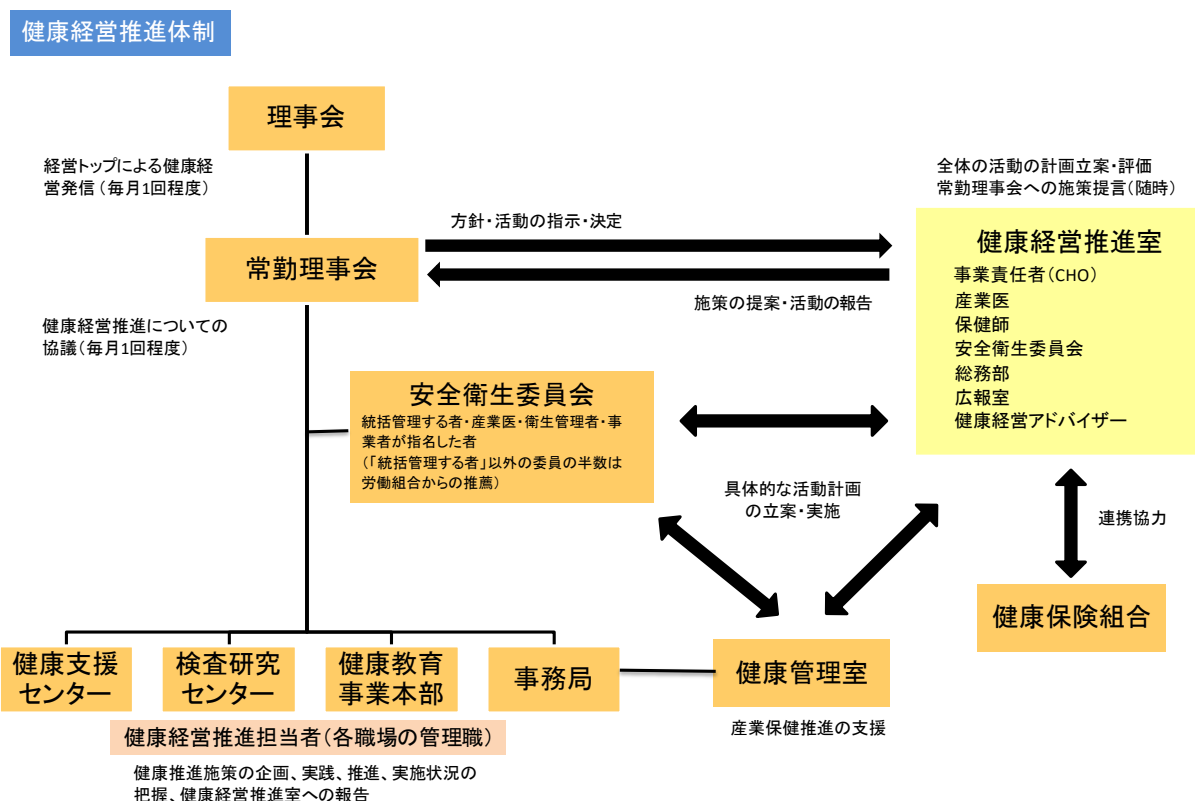 健康経営推進体制
理事会
経営トップによる健康経
営発信（毎月1回程度）
常勤理事会
健康経営推進についての
協議（毎月1回程度）
方針・活動の指示・決定
施策の提案・活動の報告
全体の活動の計画立案・評価
常勤理事会への施策提言（随時）
健康経営推進室
事業責任者（CHO）
産業医
保健師
安全衛生委員会
総務部
広報室
健康経営アドバイザー
安全衛生委員会
統括管理する者・産業医・衛生管理者・事
業者が指名した者
（「統括管理する者」以外の委員の半数は
労働組合からの推薦）
具体的な活動計画
の立案・実施
連携協力
健康保険組合
健康支援
センター
検査研究
センター
健康教育
事業本部
事務局
健康管理室
産業保健推進の支援
健康経営推進担当者（各職場の管理職）
健康推進施策の企画、実践、推進、実施状況の
把握、健康経営推進室への報告